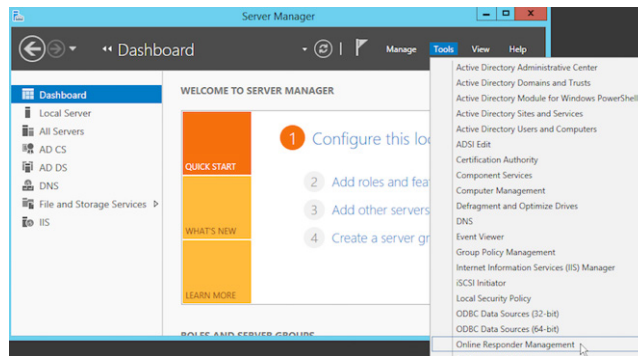 Server Manager
Dashboard
Manage Tools View Help
Dashboard
Local Server
All Servers
AD CS
AD DS
DNS
File and Storage Services
IIS
WELCOME TO SERVER MANAGER
QUICK START
WHAT'S NEW
LEARN MORE
1 Configure this loc
2 Add roles and feat
3 Add other servers
4 Create a server gr
ROLES AND SERVER GROUPS
Active Directory Administrative Center
Active Directory Domains and Trusts
Active Directory Module for Windows PowerShell
Active Directory Sites and Services
Active Directory Users and Computers
ADSI Edit
Certification Authority
Component Services
Computer Management
Defragment and Optimize Drives
DNS
Event Viewer
Group Policy Management
Internet Information Services (IIS) Manager
iSCSI Initiator
Local Security Policy
ODBC Data Sources (32-bit)
ODBC Data Sources (64-bit)
Online Responder Management